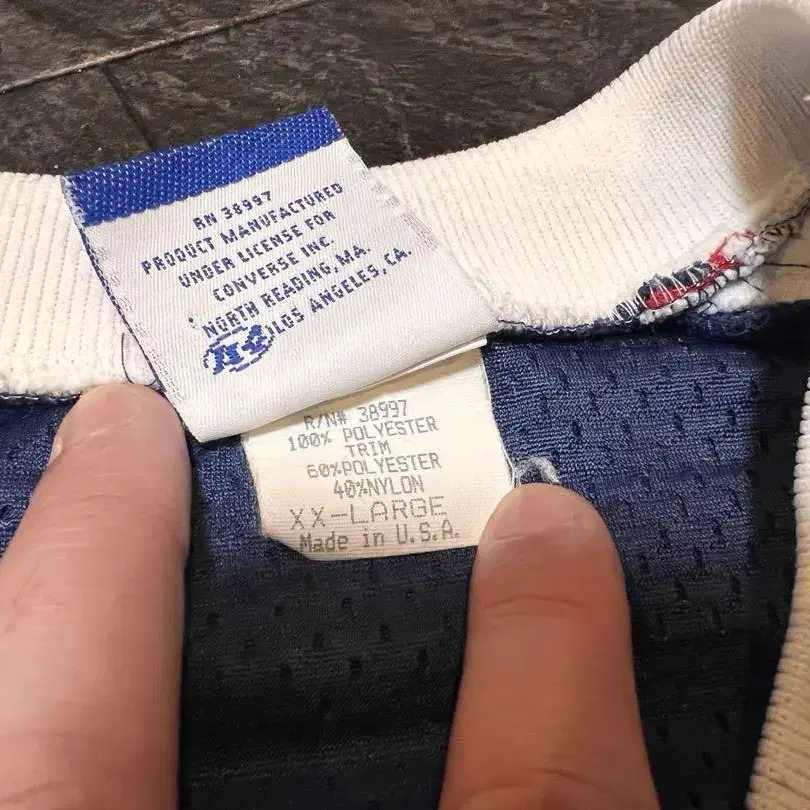 RN 38997
PRODUCT MANUFACTURED
UNDER LICENSE FOR
CONVERSE INC.
NORTH READING, MA.
LOS ANGELES, CA.
R/N# 38997
100% POLYESTER
TRIM
60%POLYESTER
40%NYLON
XX-LARGE
Made in U.S.A.